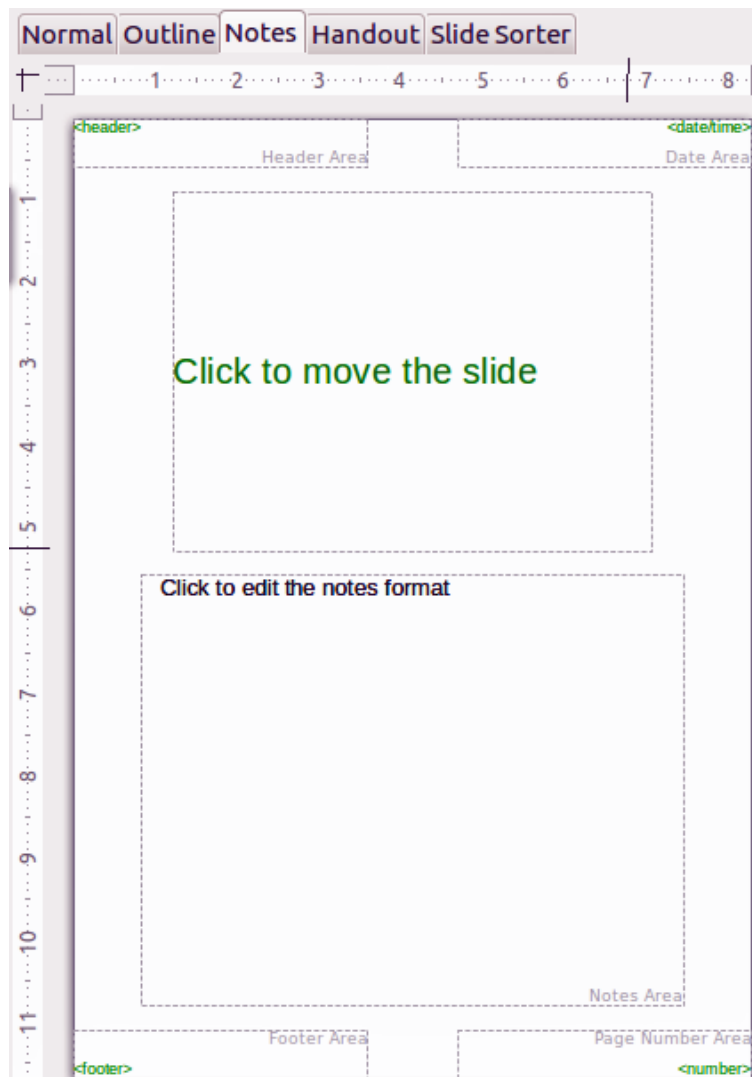 Normal Outline Notes Handout Slide Sorter
1 2 3 4 5 6 7 8
<header> <date/time>
Header Area Date Area
1
2
3
Click to move the slide
4
5
Click to edit the notes format
6
7
8
9
10
Notes Area
11
Footer Area Page Number Area
<footer> <number>